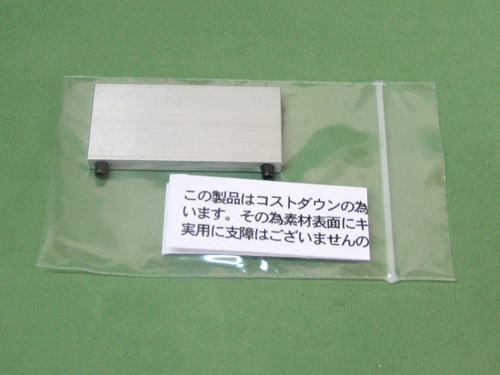 この製品はコストダウンの為
います。その為素材表面にキ
実用に支障はございませんの